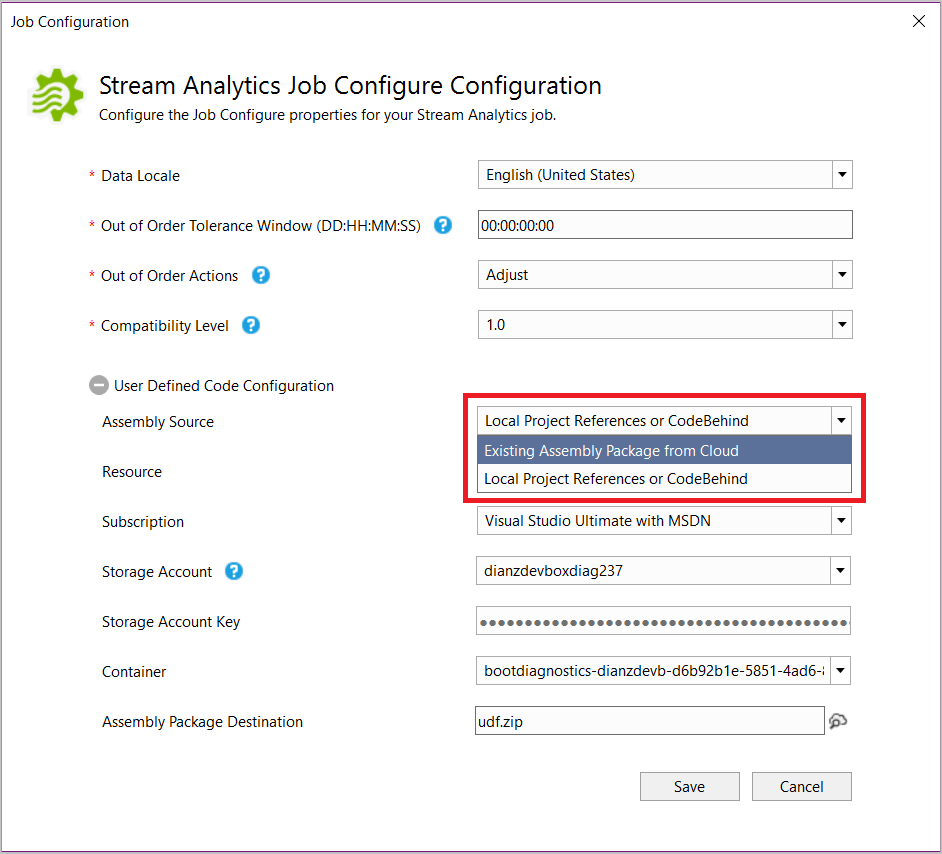 Job Configuration
Stream Analytics Job Configure Configuration
Configure the Job Configure properties for your Stream Analytics job.
* Data Locale
English (United States)
* Out of Order Tolerance Window (DD:HH:MM:SS) ?
00:00:00:00
* Out of Order Actions ?
Adjust
* Compatibility Level ?
1.0
User Defined Code Configuration
Assembly Source
Local Project References or CodeBehind
Existing Assembly Package from Cloud
Resource
Local Project References or CodeBehind
Subscription
Visual Studio Ultimate with MSDN
Storage Account ?
dianzdevboxdiag237
Storage Account Key
●●●●●●●●●●●●●●●●●●●●●●●●●●●●●●●●●●●●●●●●●
Container
bootdiagnostics-dianzdevb-d6b92b1e-5851-4ad6-
Assembly Package Destination
udf.zip
Save
Cancel